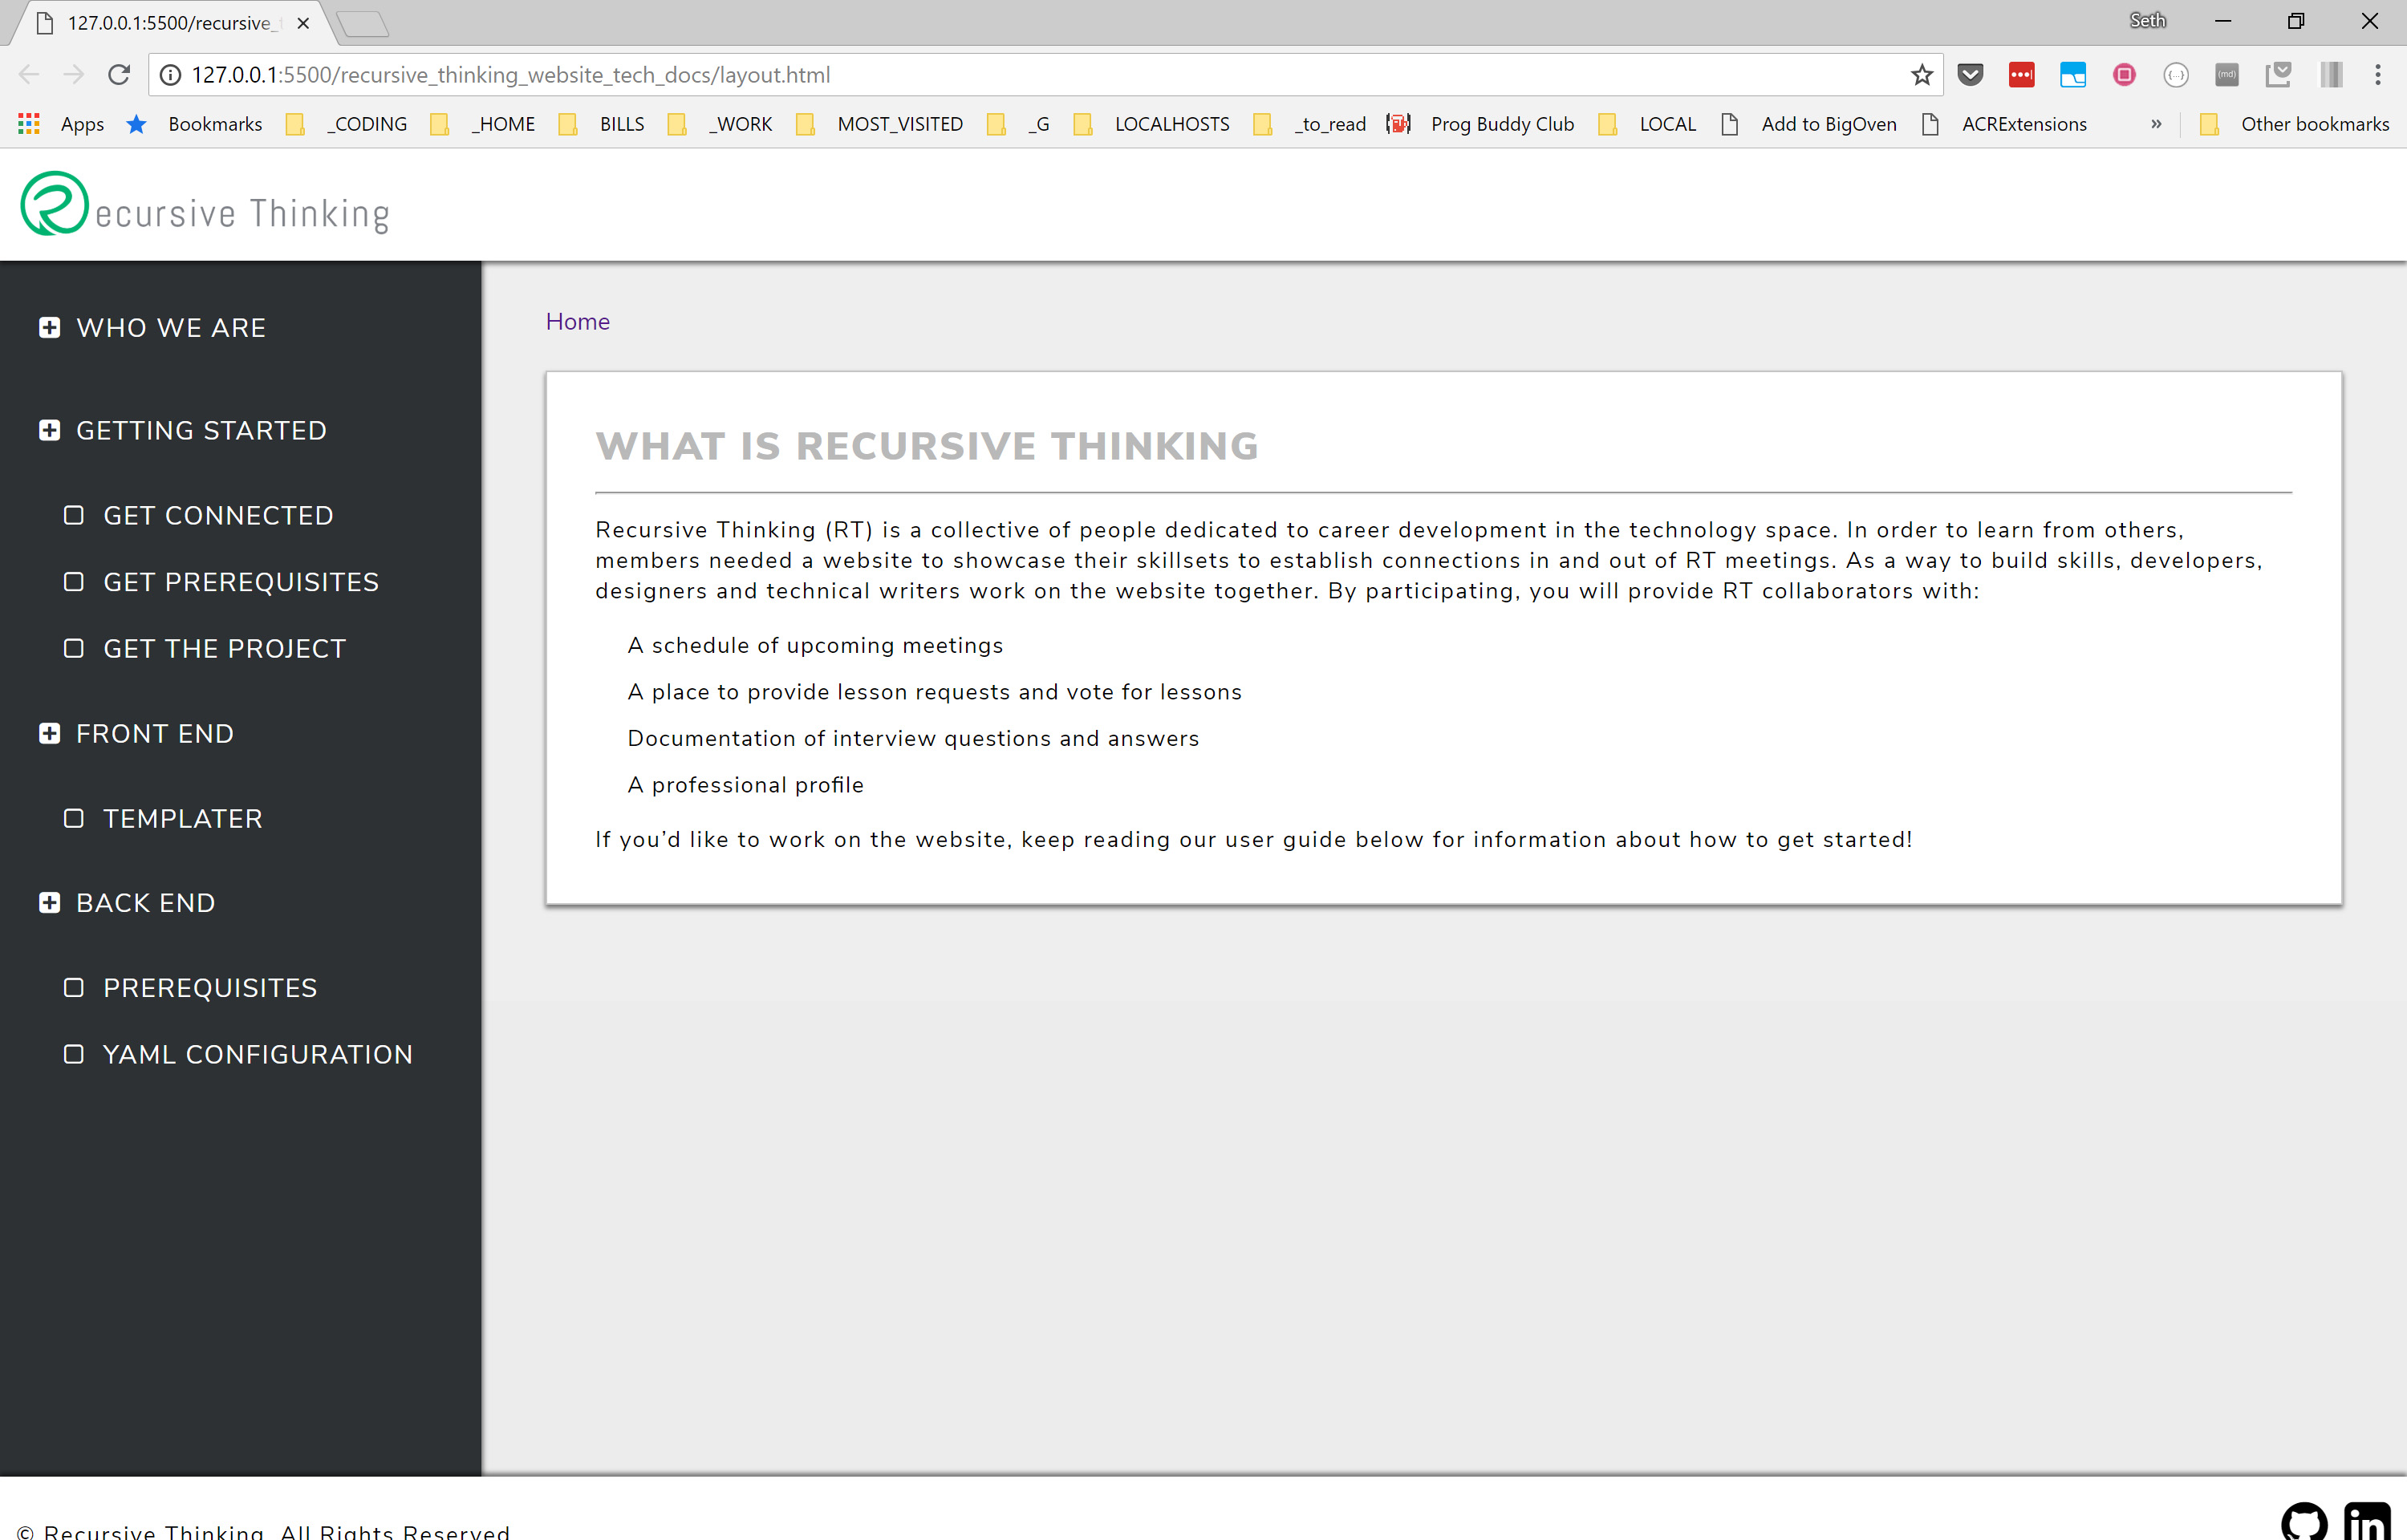 127.0.0.1:5500/recursive_
Seth
127.0.0.1:5500/recursive_thinking_website_tech_docs/layout.html
Apps Bookmarks _CODING _HOME BILLS _WORK MOST_VISITED _G LOCALHOSTS _to_read Prog Buddy Club LOCAL Add to BigOven ACRExtensions » Other bookmarks
Recursive Thinking
WHO WE ARE
GETTING STARTED
GET CONNECTED
GET PREREQUISITES
GET THE PROJECT
FRONT END
TEMPLATER
BACK END
PREREQUISITES
YAML CONFIGURATION
Home
WHAT IS RECURSIVE THINKING
Recursive Thinking (RT) is a collective of people dedicated to career development in the technology space. In order to learn from others,
members needed a website to showcase their skillsets to establish connections in and out of RT meetings. As a way to build skills, developers,
designers and technical writers work on the website together. By participating, you will provide RT collaborators with:
A schedule of upcoming meetings
A place to provide lesson requests and vote for lessons
Documentation of interview questions and answers
A professional profile
If you’d like to work on the website, keep reading our user guide below for information about how to get started!
© Recursive Thinking. All Rights Reserved
in